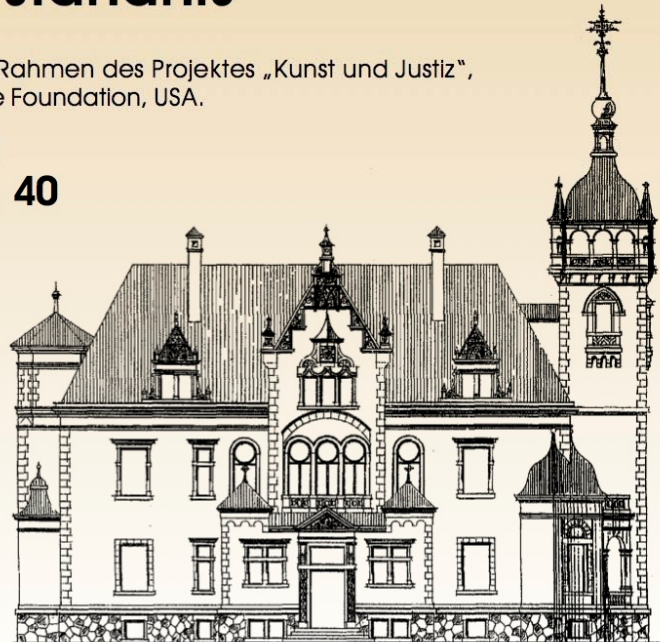 Rahmen des Projektes „Kunst und Justiz“,
Foundation, USA.
40